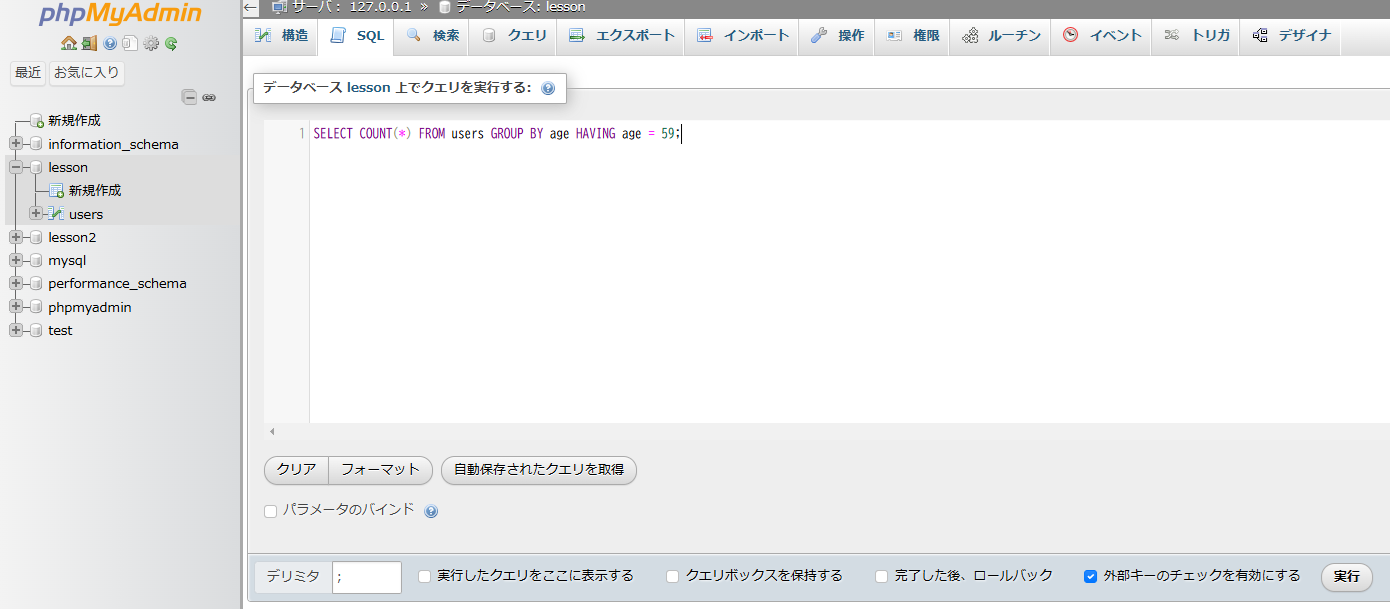 phpMyAdmin
最近 お気に入り
新規作成
information_schema
lesson
新規作成
users
lesson2
mysql
performance_schema
phpmyadmin
test
← サーバ： 127.0.0.1 » データベース: lesson
構造 SQL 検索 クエリ エクスポート インポート 操作 権限 ルーチン イベント トリガ デザイナ
データベース lesson 上でクエリを実行する:
1 SELECT COUNT(*) FROM users GROUP BY age HAVING age = 59;
クリア フォーマット 自動保存されたクエリを取得
パラメータのバインド
デリミタ ; 実行したクエリをここに表示する クエリボックスを保持する 完了した後、ロールバック 外部キーのチェックを有効にする 実行